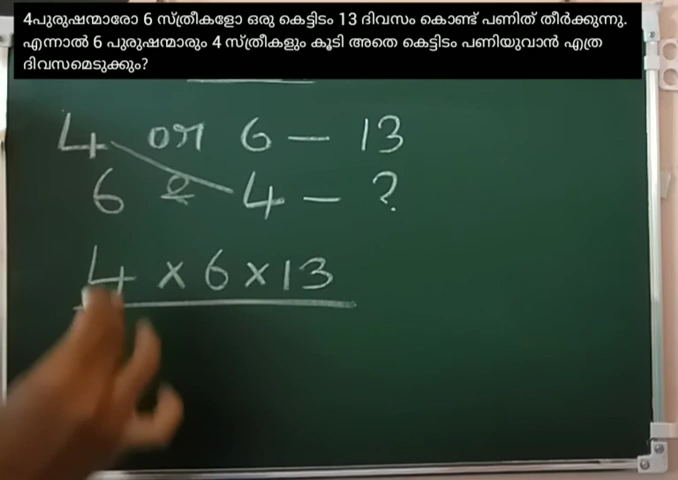 4പുരുഷന്മാരോ 6 സ്ത്രീകളോ ഒരു കെട്ടിടം 13 ദിവസം കൊണ്ട് പണിത് തീർക്കുന്നു.
എന്നാൽ 6 പുരുഷന്മാരും 4 സ്ത്രീകളും കൂടി അതെ കെട്ടിടം പണിയുവാൻ എത്ര
ദിവസമെടുക്കും?
4 or 6 — 13
6 & 4 — ?
4 × 6 × 13